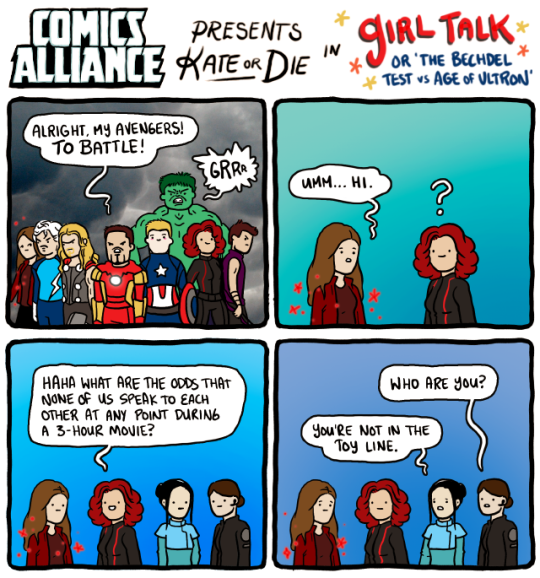 COMICS
ALLIANCE
PRESENTS
KATE OR DIE
IN
GIRL TALK
OR 'THE BECHDEL
TEST VS AGE OF ULTRON'
ALRIGHT, MY AVENGERS!
TO BATTLE!
GRRR
UMM... HI.
?
HAHA WHAT ARE THE ODDS THAT
NONE OF US SPEAK TO EACH
OTHER AT ANY POINT DURING
A 3-HOUR MOVIE?
WHO ARE YOU?
YOU'RE NOT IN THE
TOY LINE.